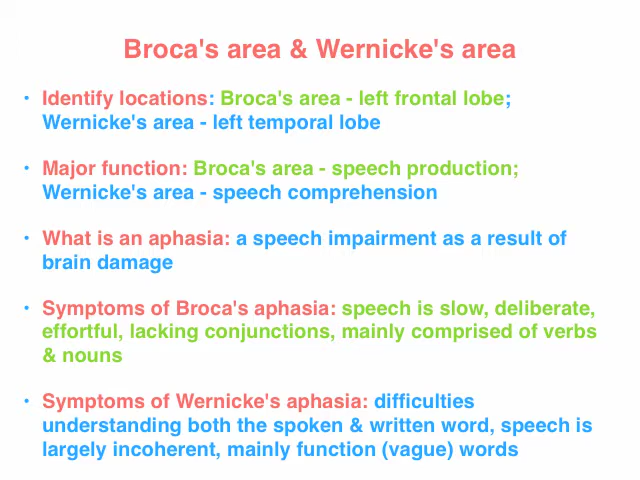 Broca's area & Wernicke's area
• Identify locations: Broca's area - left frontal lobe;
Wernicke's area - left temporal lobe
• Major function: Broca's area - speech production;
Wernicke's area - speech comprehension
• What is an aphasia: a speech impairment as a result of
brain damage
• Symptoms of Broca's aphasia: speech is slow, deliberate,
effortful, lacking conjunctions, mainly comprised of verbs
& nouns
• Symptoms of Wernicke's aphasia: difficulties
understanding both the spoken & written word, speech is
largely incoherent, mainly function (vague) words